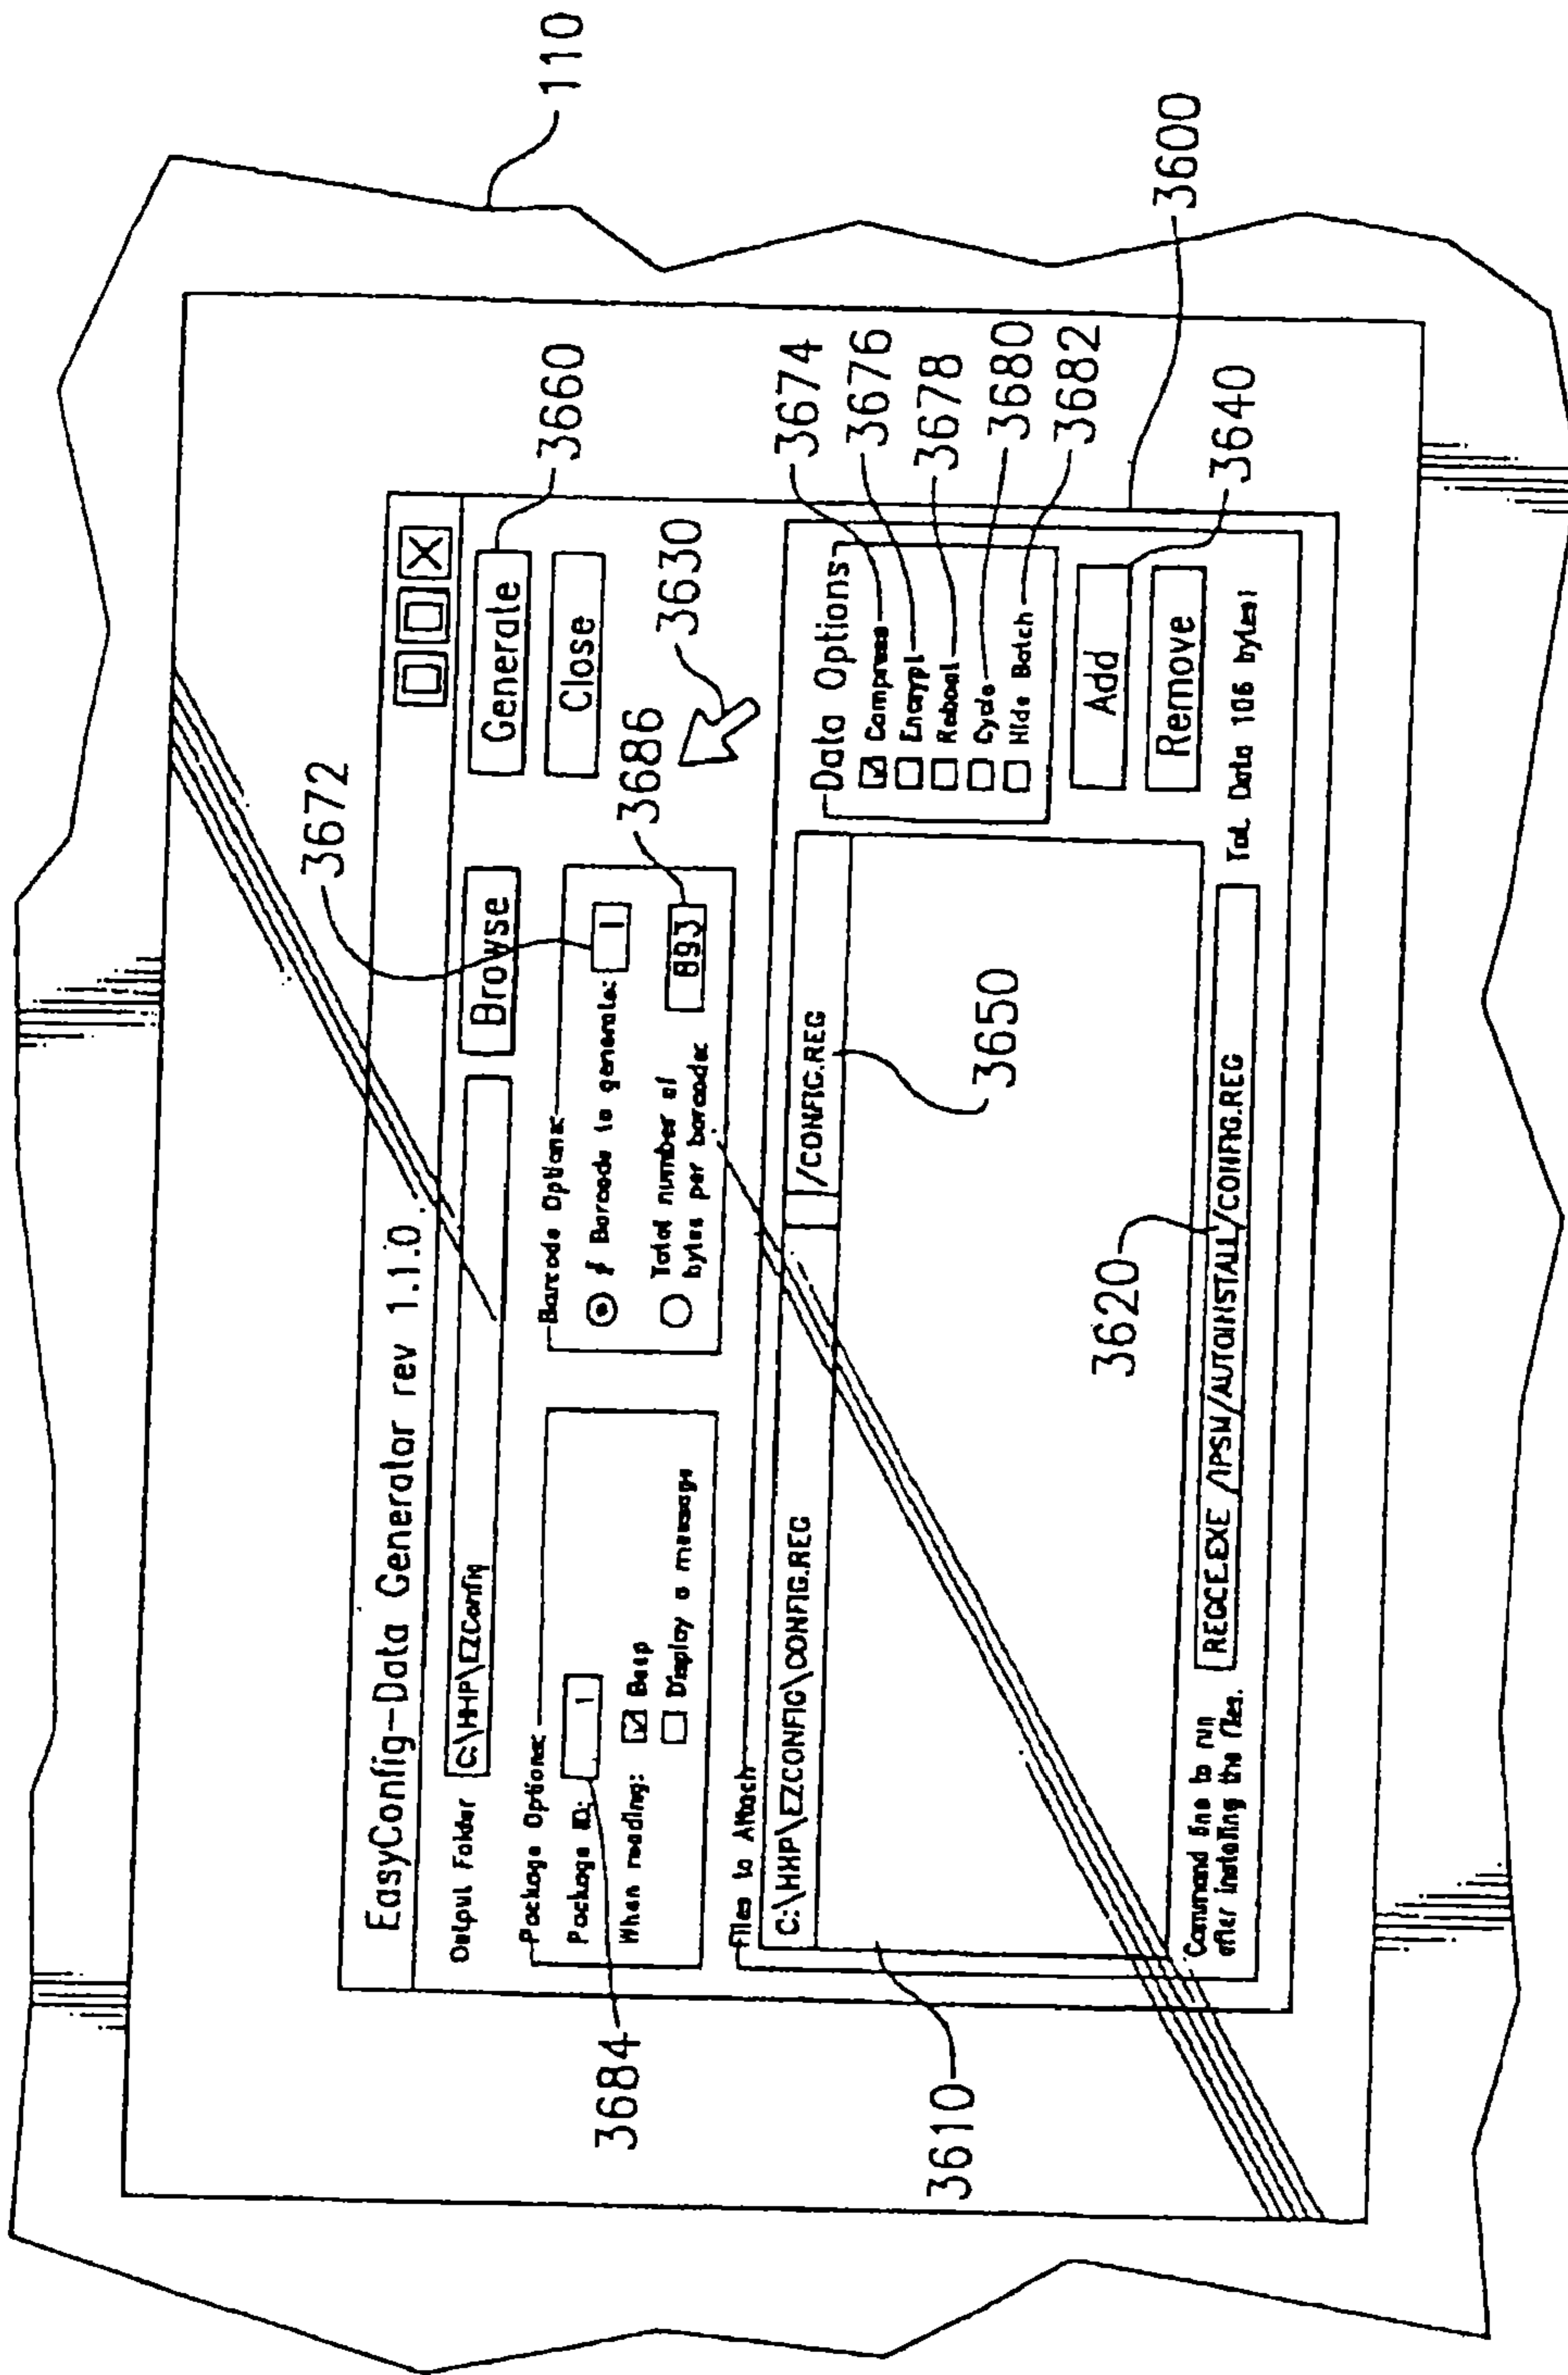 110
3672
EasyConfig-Data Generator rev 1.1.0
Output Folder C:\HHP\EZConfig Browse Generate
3660
Close
Package Options:
Package ID: 1
When reading: Beep
Display a message
Barcode Options:
# Barcode to generate: 1
Total number of
bytes per barcode: 893
3630
3686
3684
Files to Attach
C:\HHP\EZCONFIG\CONFIG.REG /CONFIG.REG
Data Options
Compress
Encrypt
Reboot
Cycle
Hide Batch
3674
3676
3678
3680
3682
3610
3650
Add
3640
Remove
3620
Command line to run
after installing the files.
REGCE.EXE /IPSM/AUTOINSTALL/CONFIG.REG
Tot. Data 106 bytes!
3600